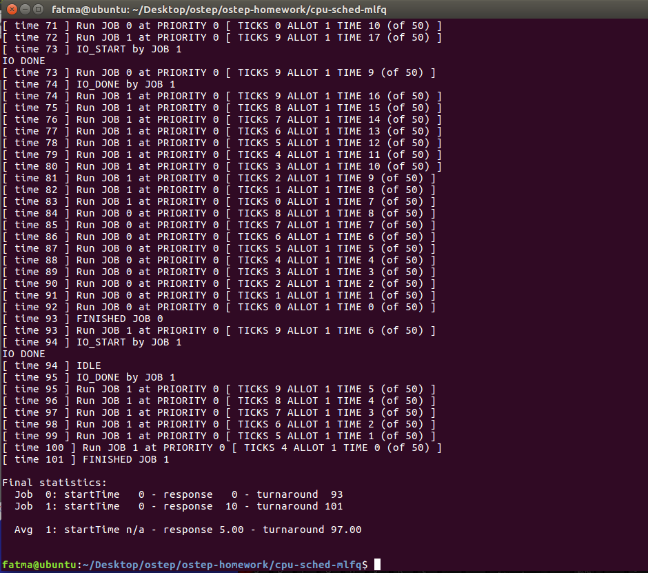 fatma@ubuntu: ~/Desktop/ostep/ostep-homework/cpu-sched-mlfq
[ time 71 ] Run JOB 0 at PRIORITY 0 [ TICKS 0 ALLOT 1 TIME 10 (of 50) ]
[ time 72 ] Run JOB 1 at PRIORITY 0 [ TICKS 9 ALLOT 1 TIME 17 (of 50) ]
[ time 73 ] IO_START by JOB 1
IO DONE
[ time 73 ] Run JOB 0 at PRIORITY 0 [ TICKS 9 ALLOT 1 TIME 9 (of 50) ]
[ time 74 ] IO_DONE by JOB 1
[ time 74 ] Run JOB 1 at PRIORITY 0 [ TICKS 9 ALLOT 1 TIME 16 (of 50) ]
[ time 75 ] Run JOB 1 at PRIORITY 0 [ TICKS 8 ALLOT 1 TIME 15 (of 50) ]
[ time 76 ] Run JOB 1 at PRIORITY 0 [ TICKS 7 ALLOT 1 TIME 14 (of 50) ]
[ time 77 ] Run JOB 1 at PRIORITY 0 [ TICKS 6 ALLOT 1 TIME 13 (of 50) ]
[ time 78 ] Run JOB 1 at PRIORITY 0 [ TICKS 5 ALLOT 1 TIME 12 (of 50) ]
[ time 79 ] Run JOB 1 at PRIORITY 0 [ TICKS 4 ALLOT 1 TIME 11 (of 50) ]
[ time 80 ] Run JOB 1 at PRIORITY 0 [ TICKS 3 ALLOT 1 TIME 10 (of 50) ]
[ time 81 ] Run JOB 1 at PRIORITY 0 [ TICKS 2 ALLOT 1 TIME 9 (of 50) ]
[ time 82 ] Run JOB 1 at PRIORITY 0 [ TICKS 1 ALLOT 1 TIME 8 (of 50) ]
[ time 83 ] Run JOB 1 at PRIORITY 0 [ TICKS 0 ALLOT 1 TIME 7 (of 50) ]
[ time 84 ] Run JOB 0 at PRIORITY 0 [ TICKS 8 ALLOT 1 TIME 8 (of 50) ]
[ time 85 ] Run JOB 0 at PRIORITY 0 [ TICKS 7 ALLOT 1 TIME 7 (of 50) ]
[ time 86 ] Run JOB 0 at PRIORITY 0 [ TICKS 6 ALLOT 1 TIME 6 (of 50) ]
[ time 87 ] Run JOB 0 at PRIORITY 0 [ TICKS 5 ALLOT 1 TIME 5 (of 50) ]
[ time 88 ] Run JOB 0 at PRIORITY 0 [ TICKS 4 ALLOT 1 TIME 4 (of 50) ]
[ time 89 ] Run JOB 0 at PRIORITY 0 [ TICKS 3 ALLOT 1 TIME 3 (of 50) ]
[ time 90 ] Run JOB 0 at PRIORITY 0 [ TICKS 2 ALLOT 1 TIME 2 (of 50) ]
[ time 91 ] Run JOB 0 at PRIORITY 0 [ TICKS 1 ALLOT 1 TIME 1 (of 50) ]
[ time 92 ] Run JOB 0 at PRIORITY 0 [ TICKS 0 ALLOT 1 TIME 0 (of 50) ]
[ time 93 ] FINISHED JOB 0
[ time 93 ] Run JOB 1 at PRIORITY 0 [ TICKS 9 ALLOT 1 TIME 6 (of 50) ]
[ time 94 ] IO_START by JOB 1
IO DONE
[ time 94 ] IDLE
[ time 95 ] IO_DONE by JOB 1
[ time 95 ] Run JOB 1 at PRIORITY 0 [ TICKS 9 ALLOT 1 TIME 5 (of 50) ]
[ time 96 ] Run JOB 1 at PRIORITY 0 [ TICKS 8 ALLOT 1 TIME 4 (of 50) ]
[ time 97 ] Run JOB 1 at PRIORITY 0 [ TICKS 7 ALLOT 1 TIME 3 (of 50) ]
[ time 98 ] Run JOB 1 at PRIORITY 0 [ TICKS 6 ALLOT 1 TIME 2 (of 50) ]
[ time 99 ] Run JOB 1 at PRIORITY 0 [ TICKS 5 ALLOT 1 TIME 1 (of 50) ]
[ time 100 ] Run JOB 1 at PRIORITY 0 [ TICKS 4 ALLOT 1 TIME 0 (of 50) ]
[ time 101 ] FINISHED JOB 1
Final statistics:
Job 0: startTime 0 - response 0 - turnaround 93
Job 1: startTime 0 - response 10 - turnaround 101
Avg 1: startTime n/a - response 5.00 - turnaround 97.00
fatma@ubuntu:~/Desktop/ostep/ostep-homework/cpu-sched-mlfq$